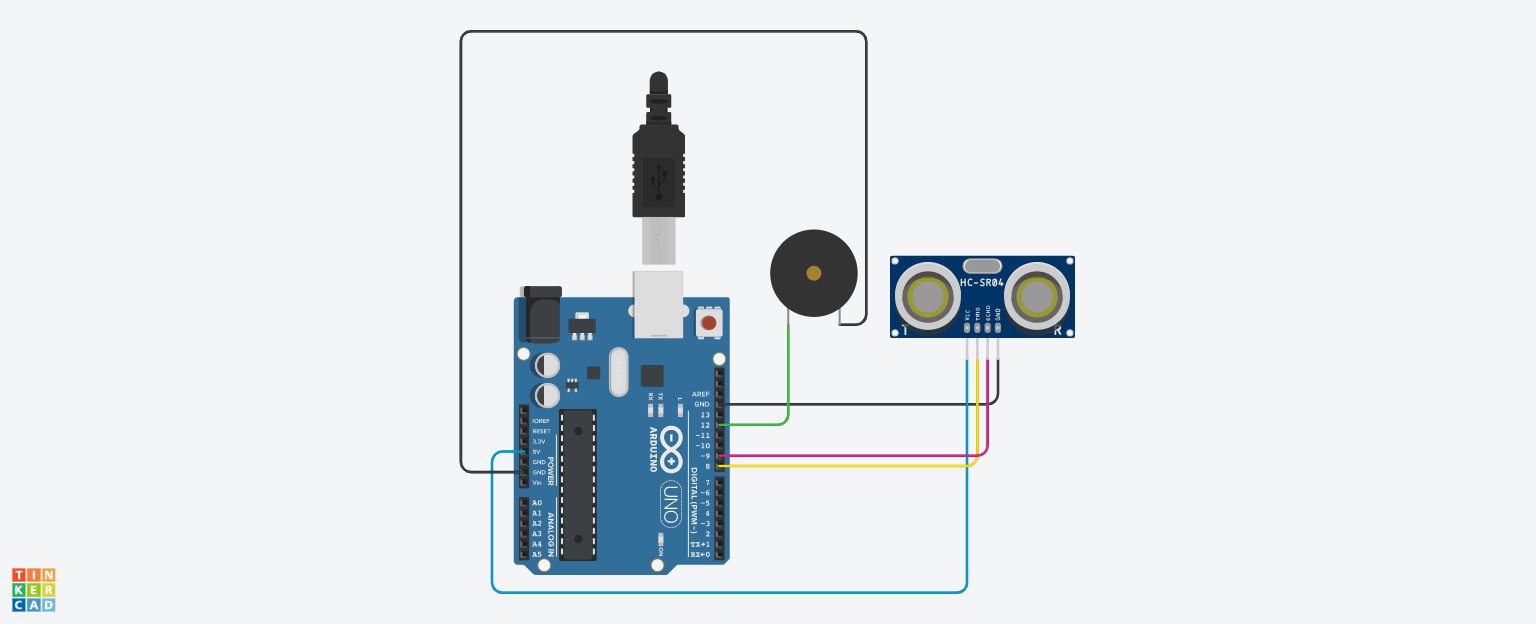 HC-SR04
VCC
TRIG
ECHO
GND
T
R
AREF
GND
13
12
~11
~10
~9
8
7
~6
~5
4
~3
2
TX→1
RX←0
DIGITAL (PWM~)
IOREF
RESET
3.3V
5V
GND
GND
Vin
POWER
A0
A1
A2
A3
A4
A5
ANALOG IN
RX
TX
L
ARDUINO
UNO
ON
TIN
KER
CAD